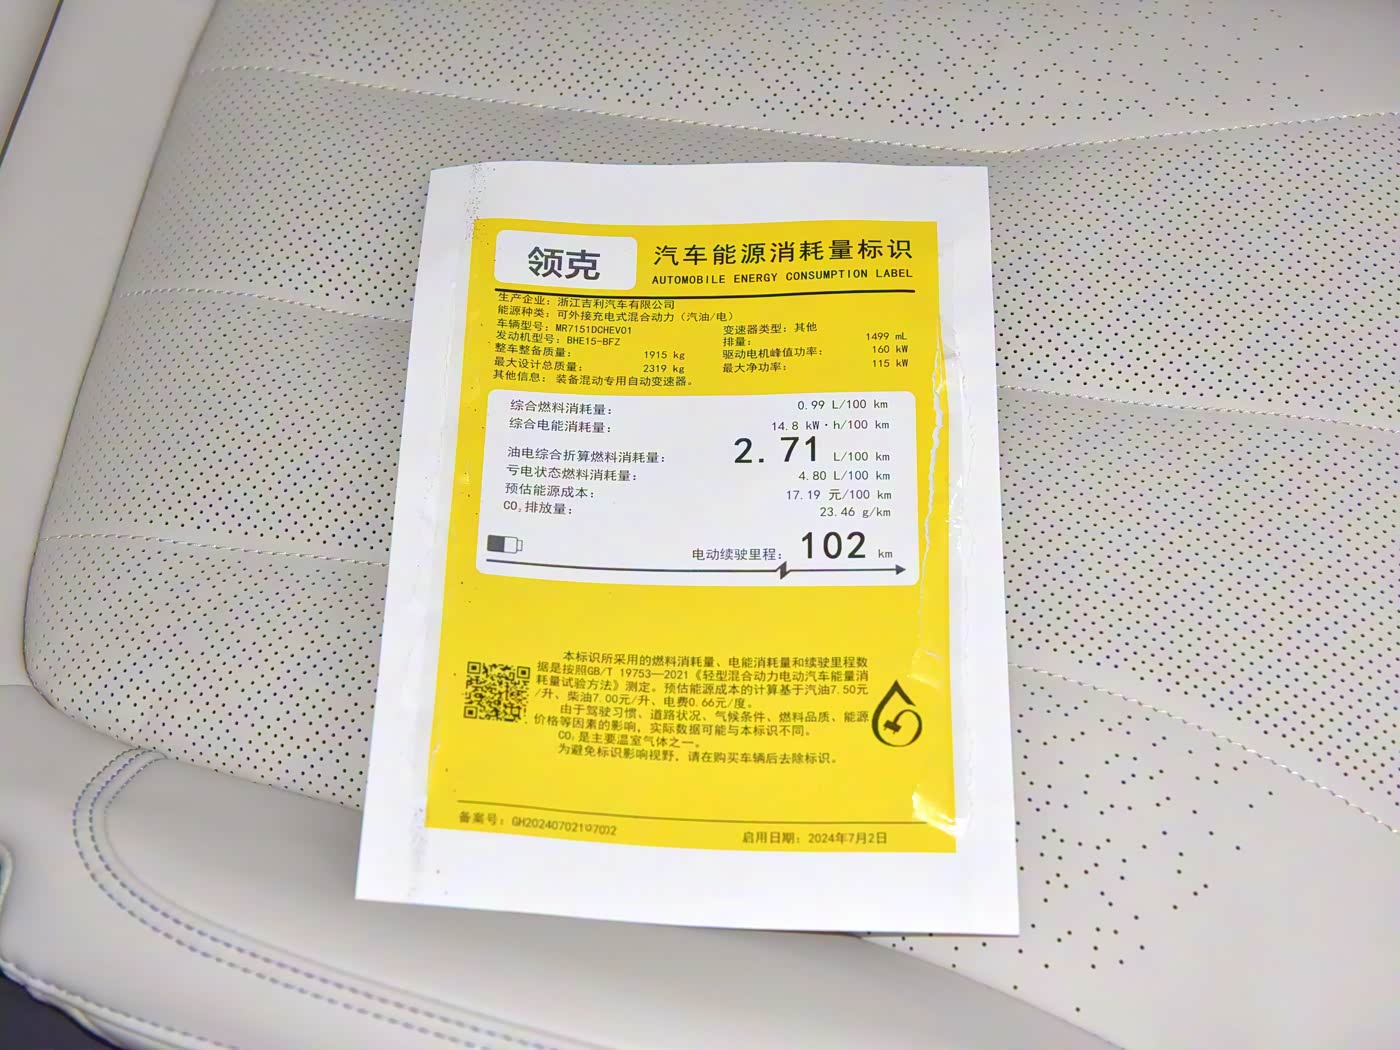 领克
汽车能源消耗量标识
AUTOMOBILE ENERGY CONSUMPTION LABEL
生产企业：浙江吉利汽车有限公司
能源种类：可外接充电式混合动力（汽油/电）
车辆型号：MR7151DCHEV01 变速器类型：其他
发动机型号：BHE15-BFZ 排量： 1499 mL
整车整备质量： 1915 kg 驱动电机峰值功率： 160 kW
最大设计总质量： 2319 kg 最大净功率： 115 kW
其他信息：装备混动专用自动变速器。
综合燃料消耗量： 0.99 L/100 km
综合电能消耗量： 14.8 kW·h/100 km
油电综合折算燃料消耗量： 2.71 L/100 km
亏电状态燃料消耗量： 4.80 L/100 km
预估能源成本： 17.19 元/100 km
CO₂排放量： 23.46 g/km
电动续驶里程： 102 km
本标识所采用的燃料消耗量、电能消耗量和续驶里程数
据是按照GB/T 19753—2021《轻型混合动力电动汽车能量消
耗量试验方法》测定。预估能源成本的计算基于汽油7.50元
/升、柴油7.00元/升、电费0.66元/度。
由于驾驶习惯、道路状况、气候条件、燃料品质、能源
价格等因素的影响，实际数据可能与本标识不同。
CO₂是主要温室气体之一。
为避免标识影响视野，请在购买车辆后去除标识。
备案号： 启用日期：2024年7月2日